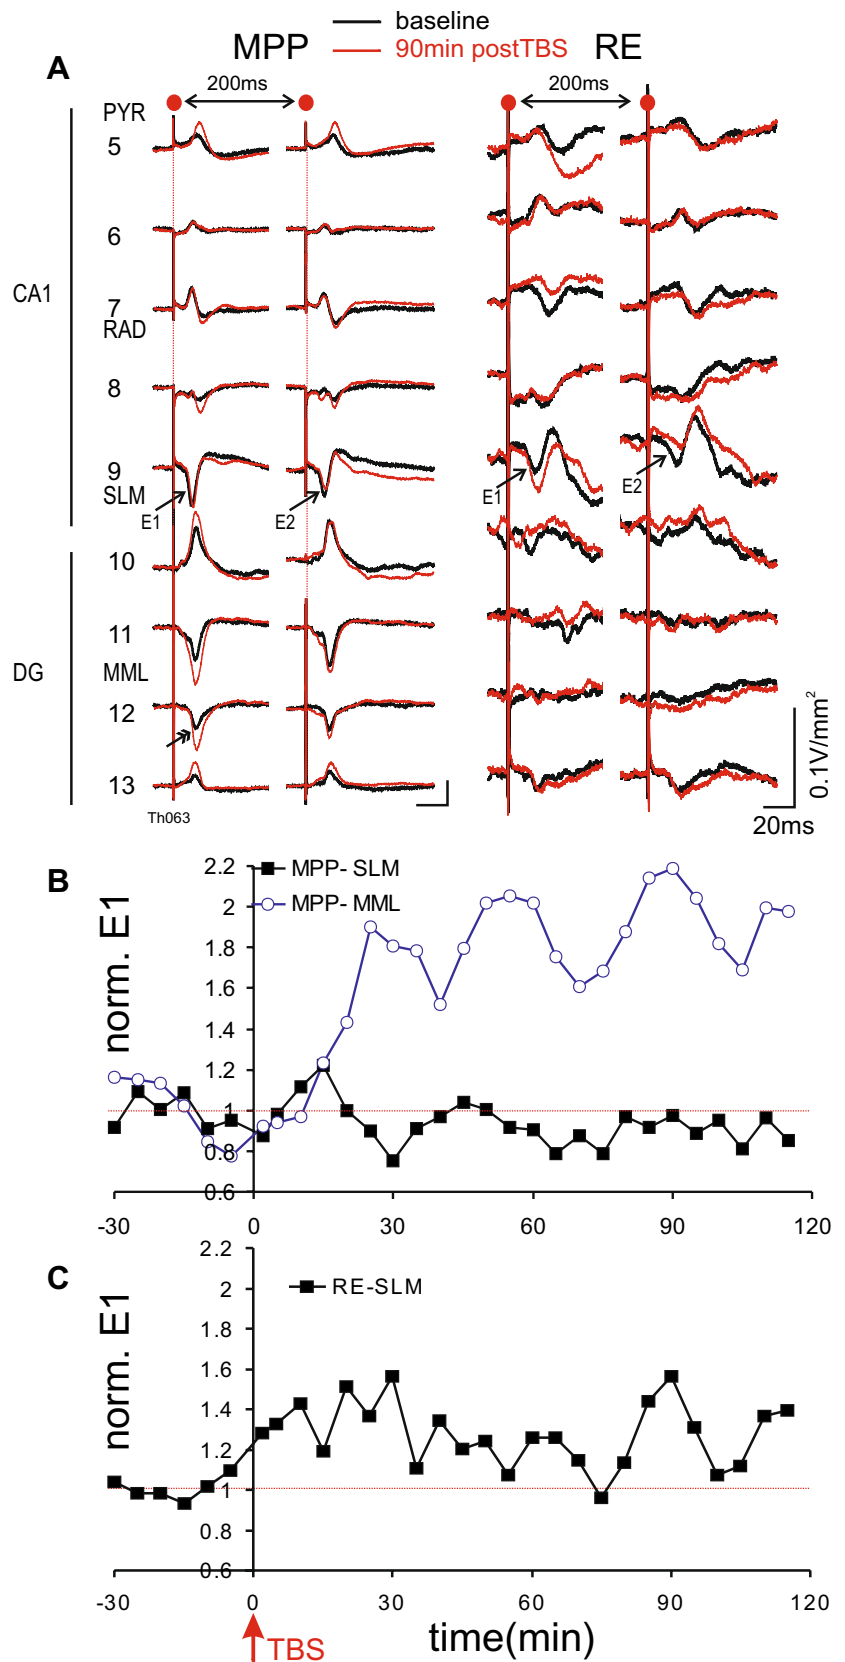 baseline
MPP 90min postTBS RE
A
200ms 200ms
PYR
5
6
CA1
7
RAD
8
9
SLM
E1 E2 E1 E2
10
11
DG
MML
12
13
0.1V/mm²
Th063
20ms
B
norm. E1
MPP- SLM
MPP- MML
2.2
2
1.8
1.6
1.4
1.2
1
0.8
0.6
-30 0 30 60 90 120
C
norm. E1
RE-SLM
2.2
2
1.8
1.6
1.4
1.2
1
0.8
0.6
-30 0 30 60 90 120
TBS
time(min)